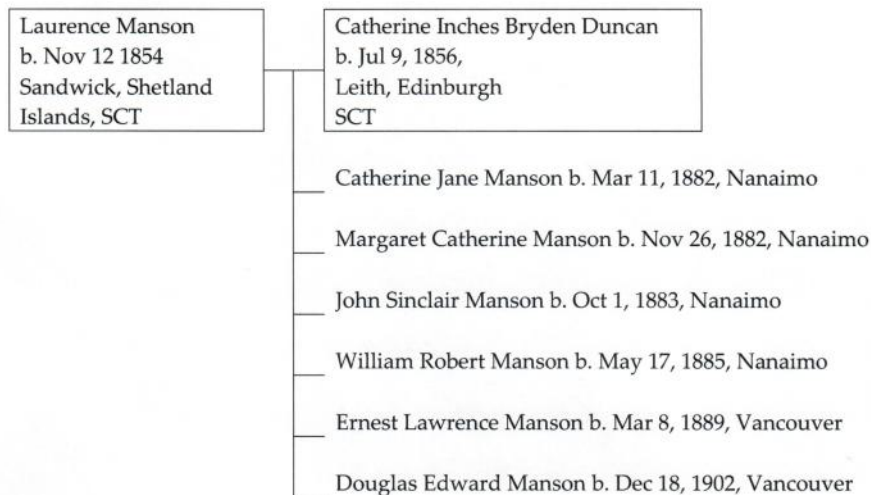 Laurence Manson
b. Nov 12 1854
Sandwick, Shetland
Islands, SCT
Catherine Inches Bryden Duncan
b. Jul 9, 1856,
Leith, Edinburgh
SCT
Catherine Jane Manson b. Mar 11, 1882, Nanaimo
Margaret Catherine Manson b. Nov 26, 1882, Nanaimo
John Sinclair Manson b. Oct 1, 1883, Nanaimo
William Robert Manson b. May 17, 1885, Nanaimo
Ernest Lawrence Manson b. Mar 8, 1889, Vancouver
Douglas Edward Manson b. Dec 18, 1902, Vancouver